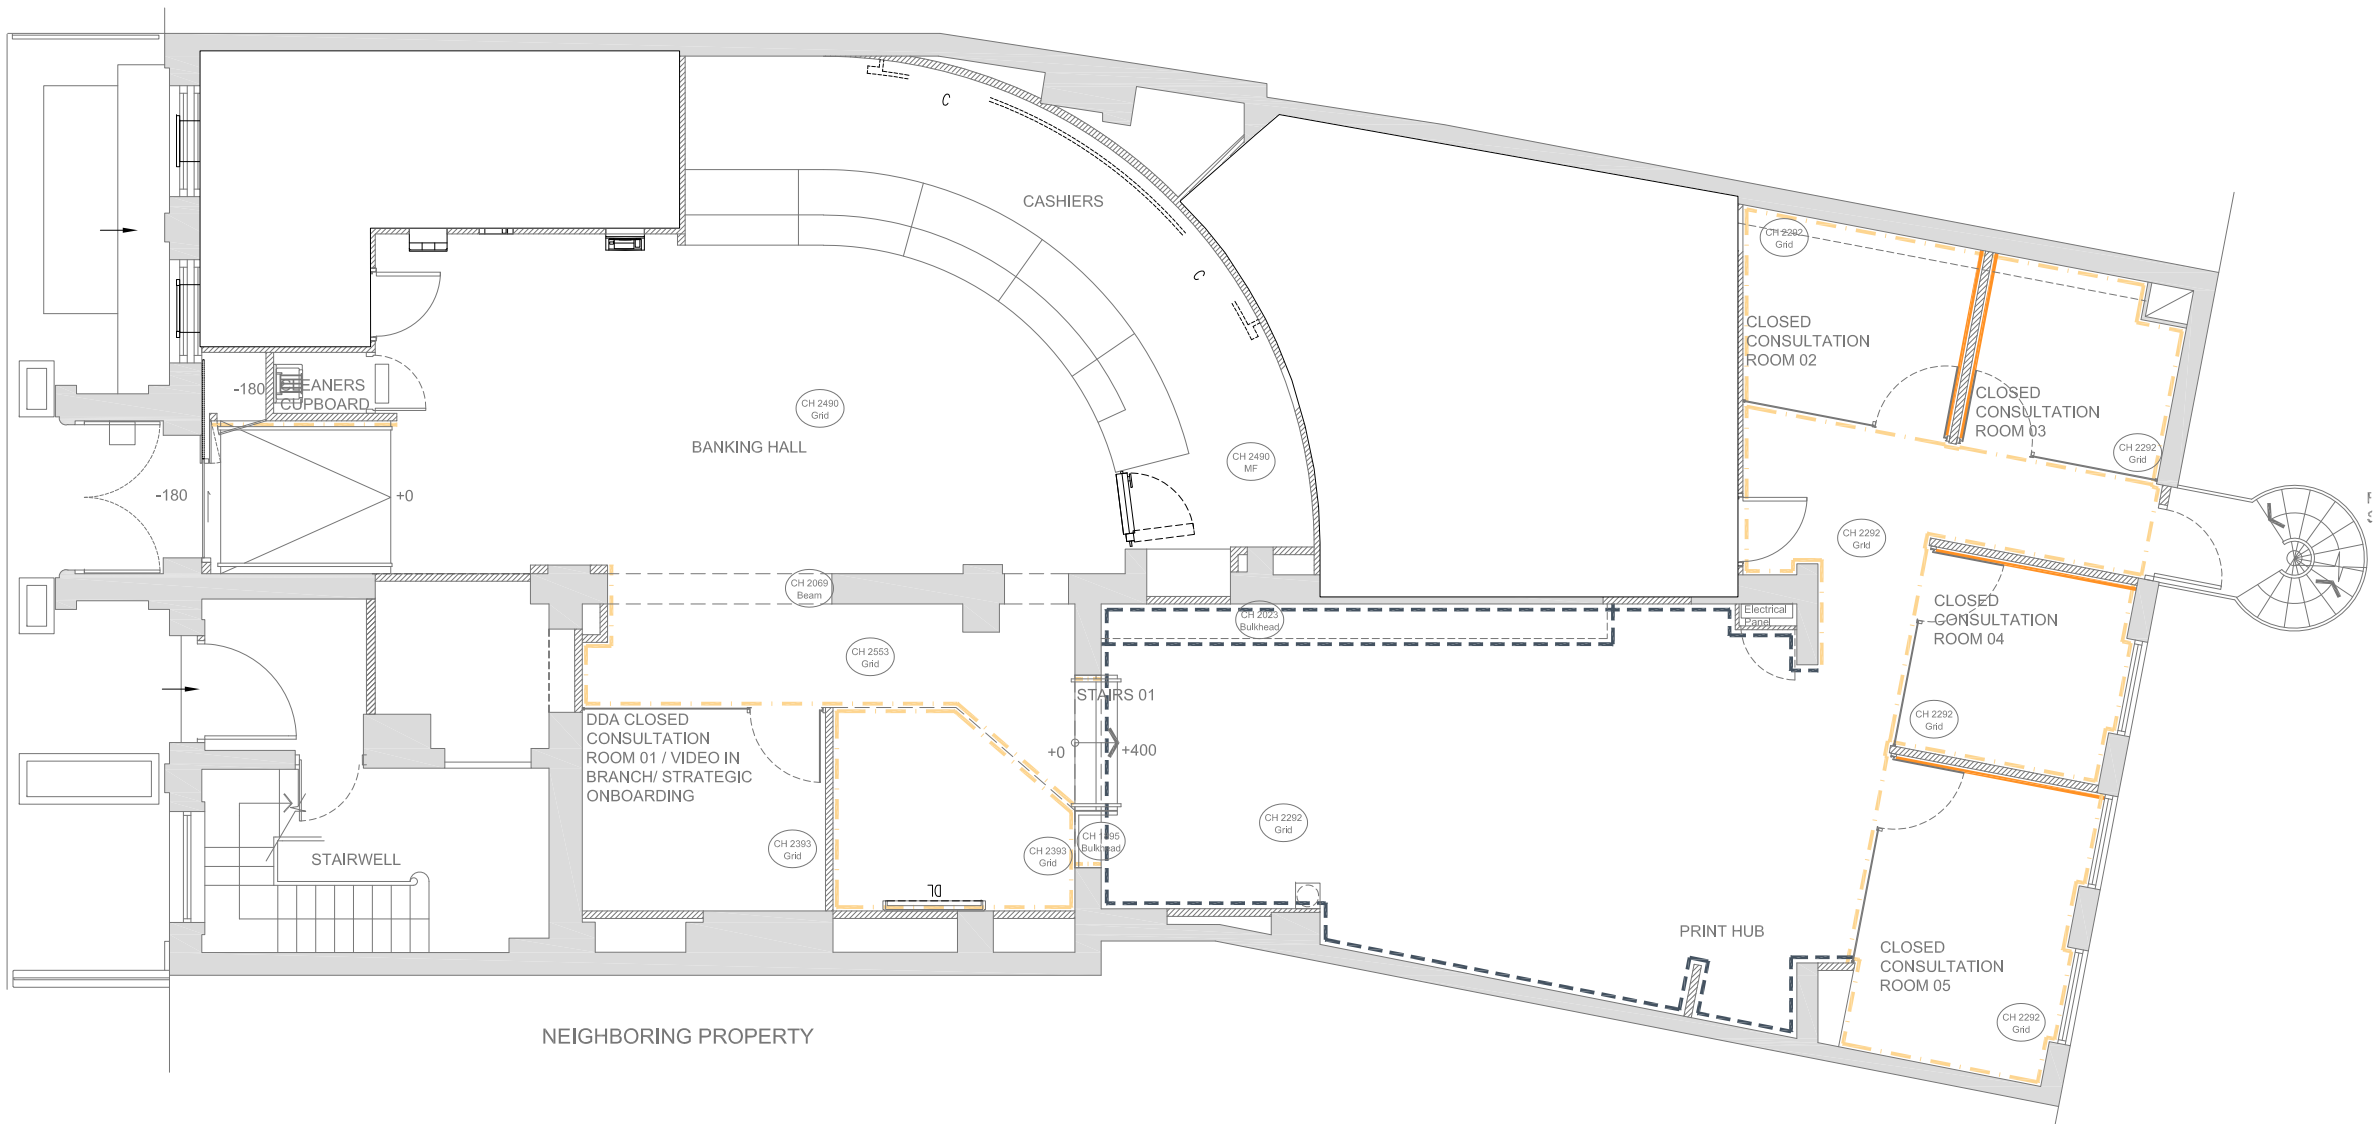 C
CASHIERS
C
CH 2292
Grid
CLOSED
CONSULTATION
ROOM 02
CLOSED
CONSULTATION
ROOM 03
CH 2292
Grid
-180
CLEANERS
CUPBOARD
CH 2490
Grid
BANKING HALL
CH 2490
MF
-180
+0
CH 2292
Grid
CH 2069
Beam
CH 2023
Bulkhead
Electrical
Panel
CLOSED
CONSULTATION
ROOM 04
CH 2553
Grid
STAIRS 01
DDA CLOSED
CONSULTATION
ROOM 01 / VIDEO IN
BRANCH/ STRATEGIC
ONBOARDING
+0
+400
CH 2292
Grid
CH 2292
Grid
STAIRWELL
CH 2393
Grid
CH 2393
Grid
CH 1895
Bulkhead
DL
PRINT HUB
CLOSED
CONSULTATION
ROOM 05
CH 2292
Grid
NEIGHBORING PROPERTY